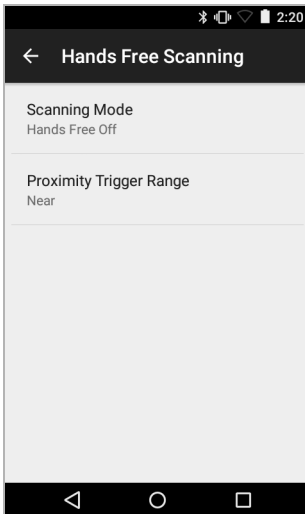 2:20
Hands Free Scanning
Scanning Mode
Hands Free Off
Proximity Trigger Range
Near